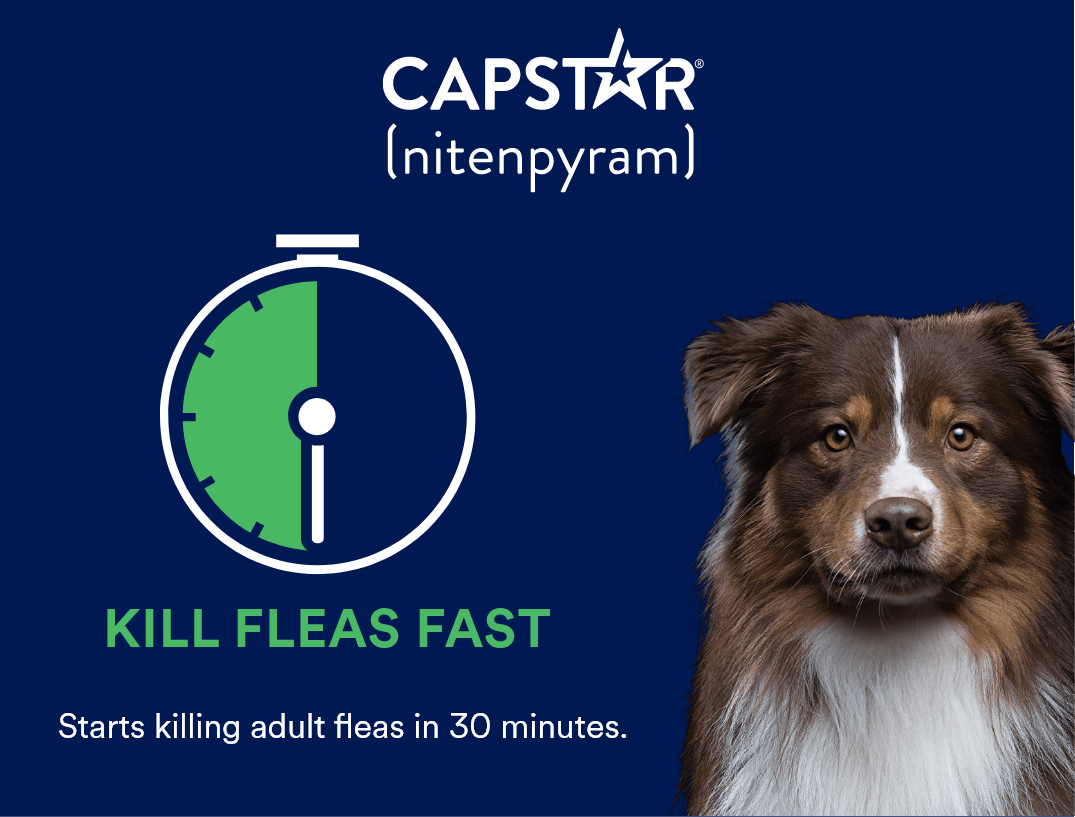 CAPSTAR®
(nitenpyram)
KILL FLEAS FAST
Starts killing adult fleas in 30 minutes.